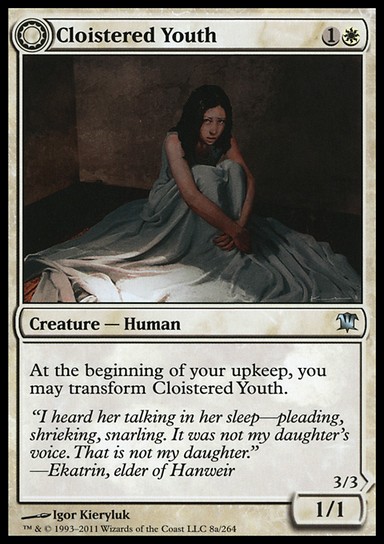 Cloistered Youth 1
Creature — Human
At the beginning of your upkeep, you
may transform Cloistered Youth.
“I heard her talking in her sleep—pleading,
shrieking, snarling. It was not my daughter’s
voice. That is not my daughter.”
—Ekatrin, elder of Hanweir
3/3
Igor Kieryluk
1/1
™ & © 1993–2011 Wizards of the Coast LLC 8a/264